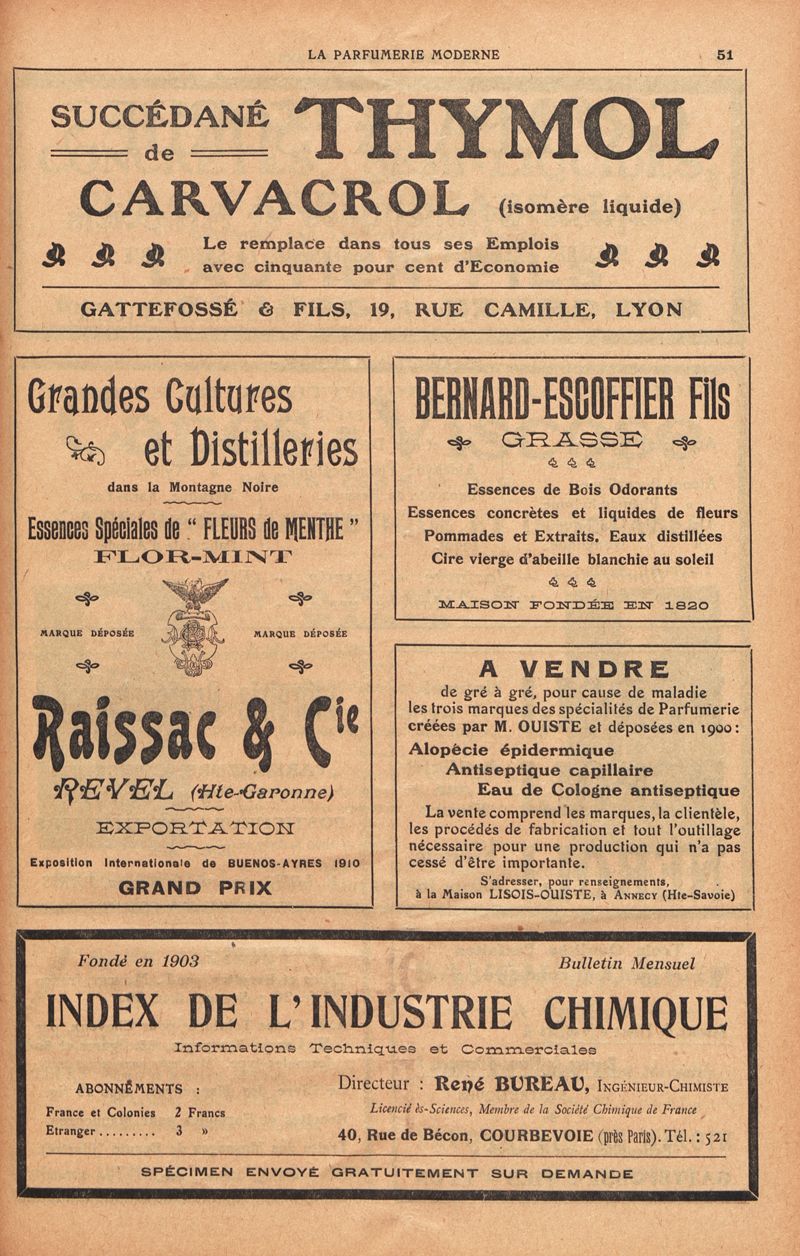 LA PARFUMERIE MODERNE 51
SUCCÉDANÉ
de
THYMOL
CARVACROL (isomère liquide)
Le remplace dans tous ses Emplois
avec cinquante pour cent d'Economie
GATTEFOSSÉ & FILS, 19, RUE CAMILLE, LYON
Grandes Cultures
et Distilleries
dans la Montagne Noire
Essences Spéciales de "FLEURS de MENTHE"
FLOR-MINT
MARQUE DÉPOSÉE MARQUE DÉPOSÉE
Raissac & Cie
REVEL (Hte-Garonne)
EXPORTATION
Exposition Internationale de BUENOS-AYRES 1910
GRAND PRIX
BERNARD-ESCOFFIER Fils
GRASSE
Essences de Bois Odorants
Essences concrètes et liquides de fleurs
Pommades et Extraits. Eaux distillées
Cire vierge d'abeille blanchie au soleil
MAISON FONDÉE EN 1820
A VENDRE
de gré à gré, pour cause de maladie
les trois marques des spécialités de Parfumerie
créées par M. OUISTE et déposées en 1900 :
Alopècie épidermique
Antiseptique capillaire
Eau de Cologne antiseptique
La vente comprend les marques, la clientèle,
les procédés de fabrication et tout l'outillage
nécessaire pour une production qui n'a pas
cessé d'être importante.
S'adresser, pour renseignements,
à la Maison LISOIS-OUISTE, à ANNECY (Hte-Savoie)
Fondé en 1903 Bulletin Mensuel
INDEX DE L'INDUSTRIE CHIMIQUE
Informations Techniques et Commerciales
ABONNÉMENTS :
France et Colonies 2 Francs
Etranger ......... 3 »
Directeur : René BUREAU, INGÉNIEUR-CHIMISTE
Licencié ès-Sciences, Membre de la Société Chimique de France
40, Rue de Bécon, COURBEVOIE (près Paris). Tél. : 521
SPÉCIMEN ENVOYÉ GRATUITEMENT SUR DEMANDE